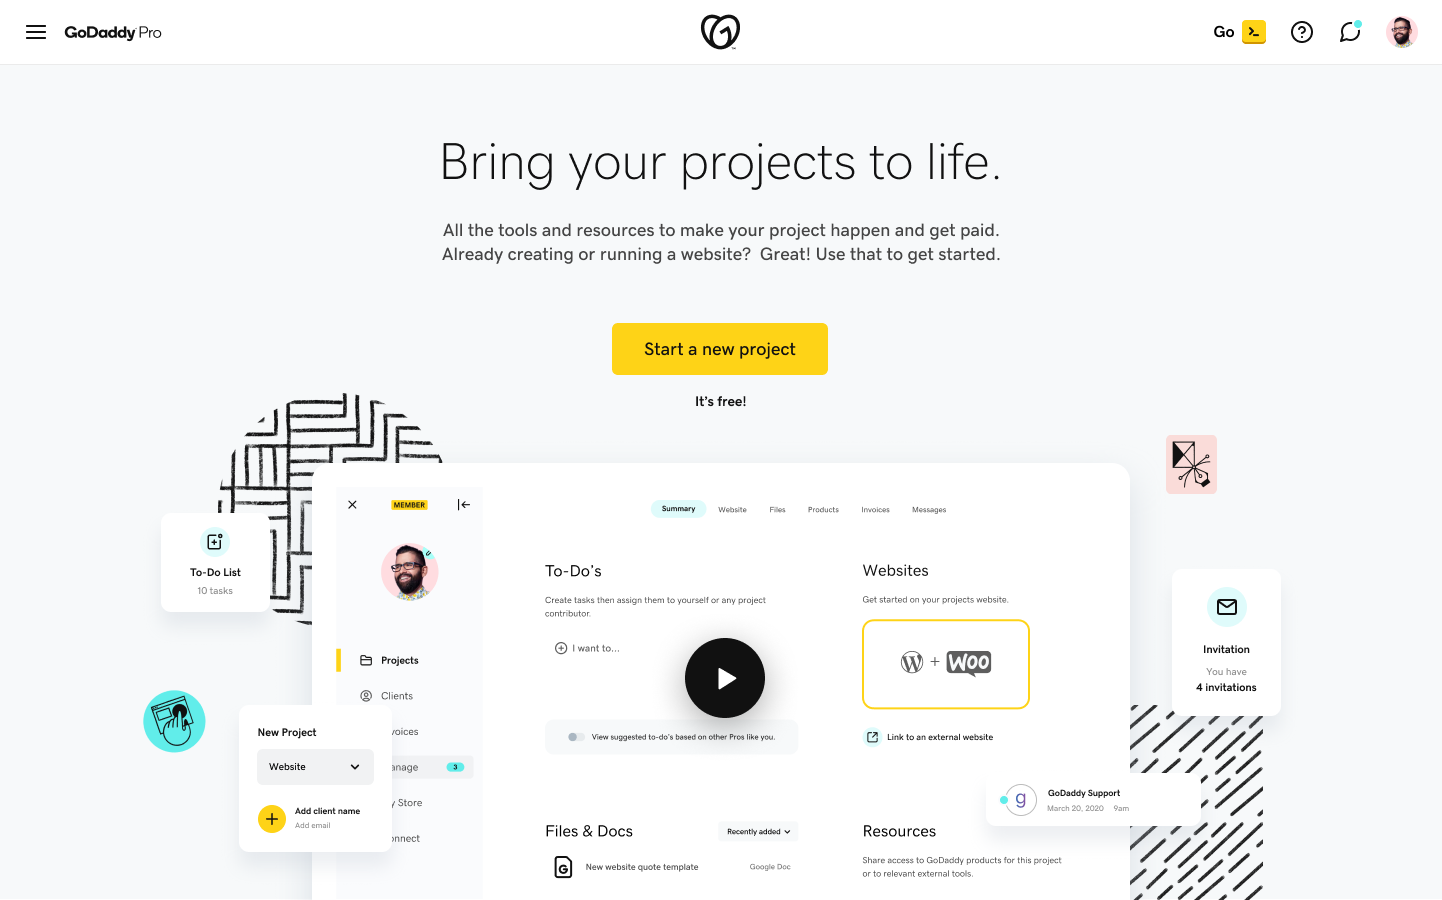 GoDaddy Pro
Go
Bring your projects to life.
All the tools and resources to make your project happen and get paid.
Already creating or running a website?  Great! Use that to get started.
Start a new project
It's free!
MEMBER
Summary
Website
Files
Products
Invoices
Messages
To-Do List
10 tasks
To-Do's
Create tasks then assign them to yourself or any project
contributor.
I want to...
View suggested to-do's based on other Pros like you.
Websites
Get started on your projects website.
W + WOO
Link to an external website
Invitation
You have
4 invitations
Projects
Clients
voices
anage
3
y Store
onnect
New Project
Website
Add client name
Add email
GoDaddy Support
March 20, 2020
9am
Files & Docs
Recently added
New website quote template
Google Doc
Resources
Share access to GoDaddy products for this project
or to relevant external tools.